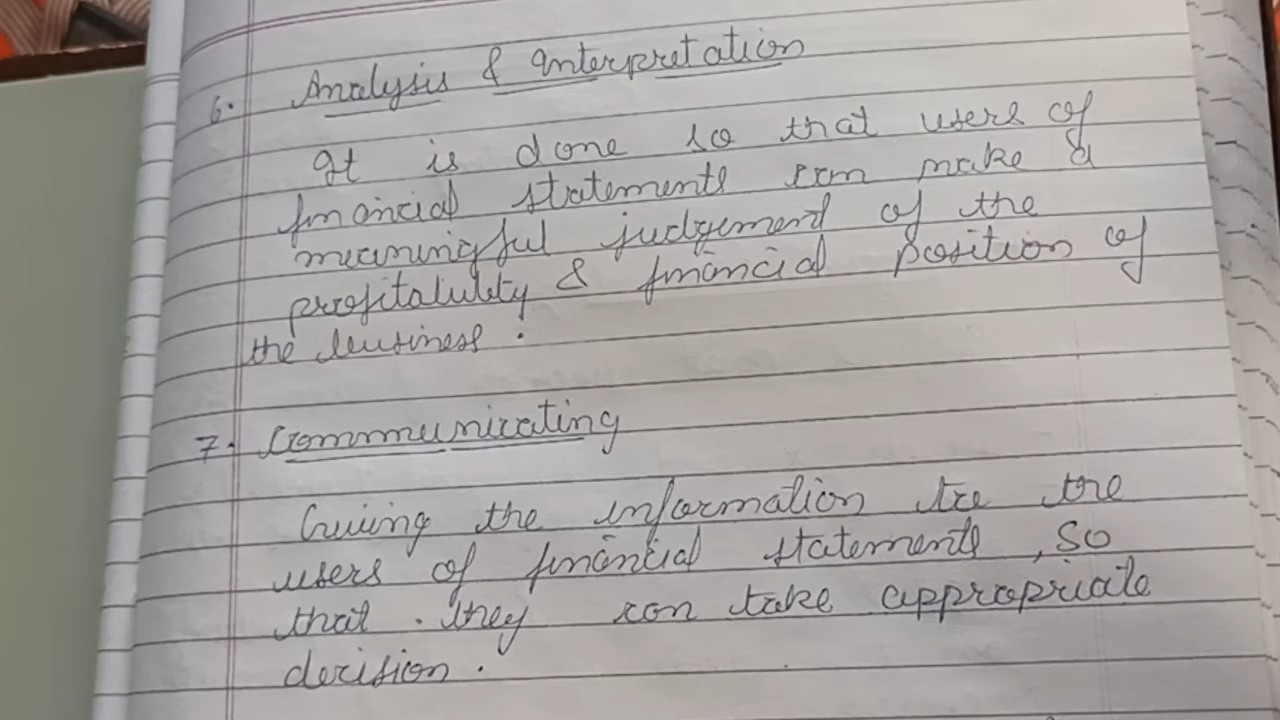 6. Analysis & Interpretation
It is done so that users of
financial statements can make a
meaningful judgement of the
profitability & financial position of
the business.
7. Communicating
Giving the information to the
users of financial statements, so
that they can take appropriate
decision.